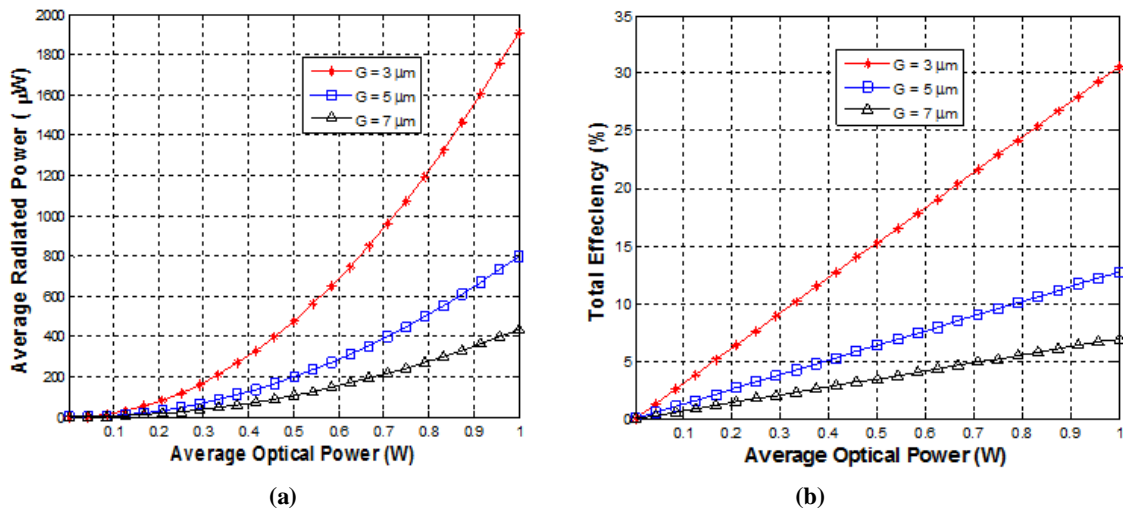 2000
1800
1600
1400
1200
1000
800
600
400
200
0
Average Radiated Power ( μW)
G = 3 μm
G = 5 μm
G = 7 μm
0.1 0.2 0.3 0.4 0.5 0.6 0.7 0.8 0.9 1
Average Optical Power (W)
(a)
35
30
25
20
15
10
5
0
Total Effeciency (%)
G = 3 μm
G = 5 μm
G = 7 μm
0.1 0.2 0.3 0.4 0.5 0.6 0.7 0.8 0.9 1
Average Optical Power (W)
(b)